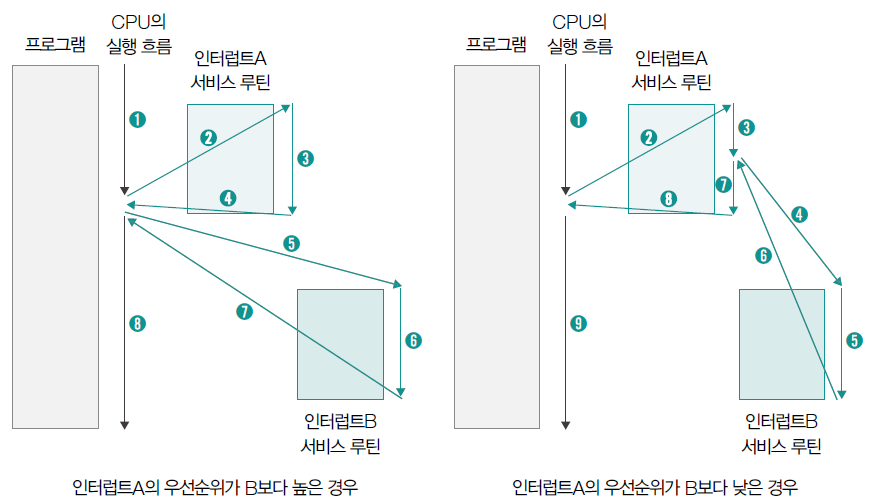 프로그램
CPU의
실행 흐름
인터럽트A
서비스 루틴
1
2
3
4
5
6
7
8
인터럽트B
서비스 루틴
인터럽트A의 우선순위가 B보다 높은 경우
프로그램
CPU의
실행 흐름
인터럽트A
서비스 루틴
1
2
3
7
8
4
6
9
5
인터럽트B
서비스 루틴
인터럽트A의 우선순위가 B보다 낮은 경우